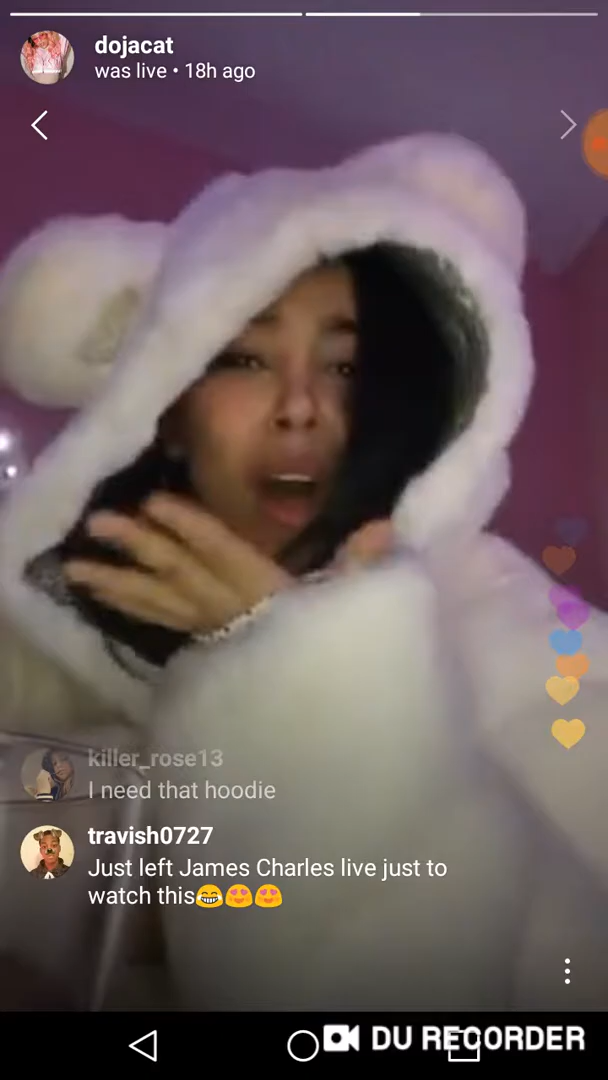 dojacat
was live • 18h ago
killer_rose13
I need that hoodie
travish0727
Just left James Charles live just to
watch this😂😍😍
DU RECORDER